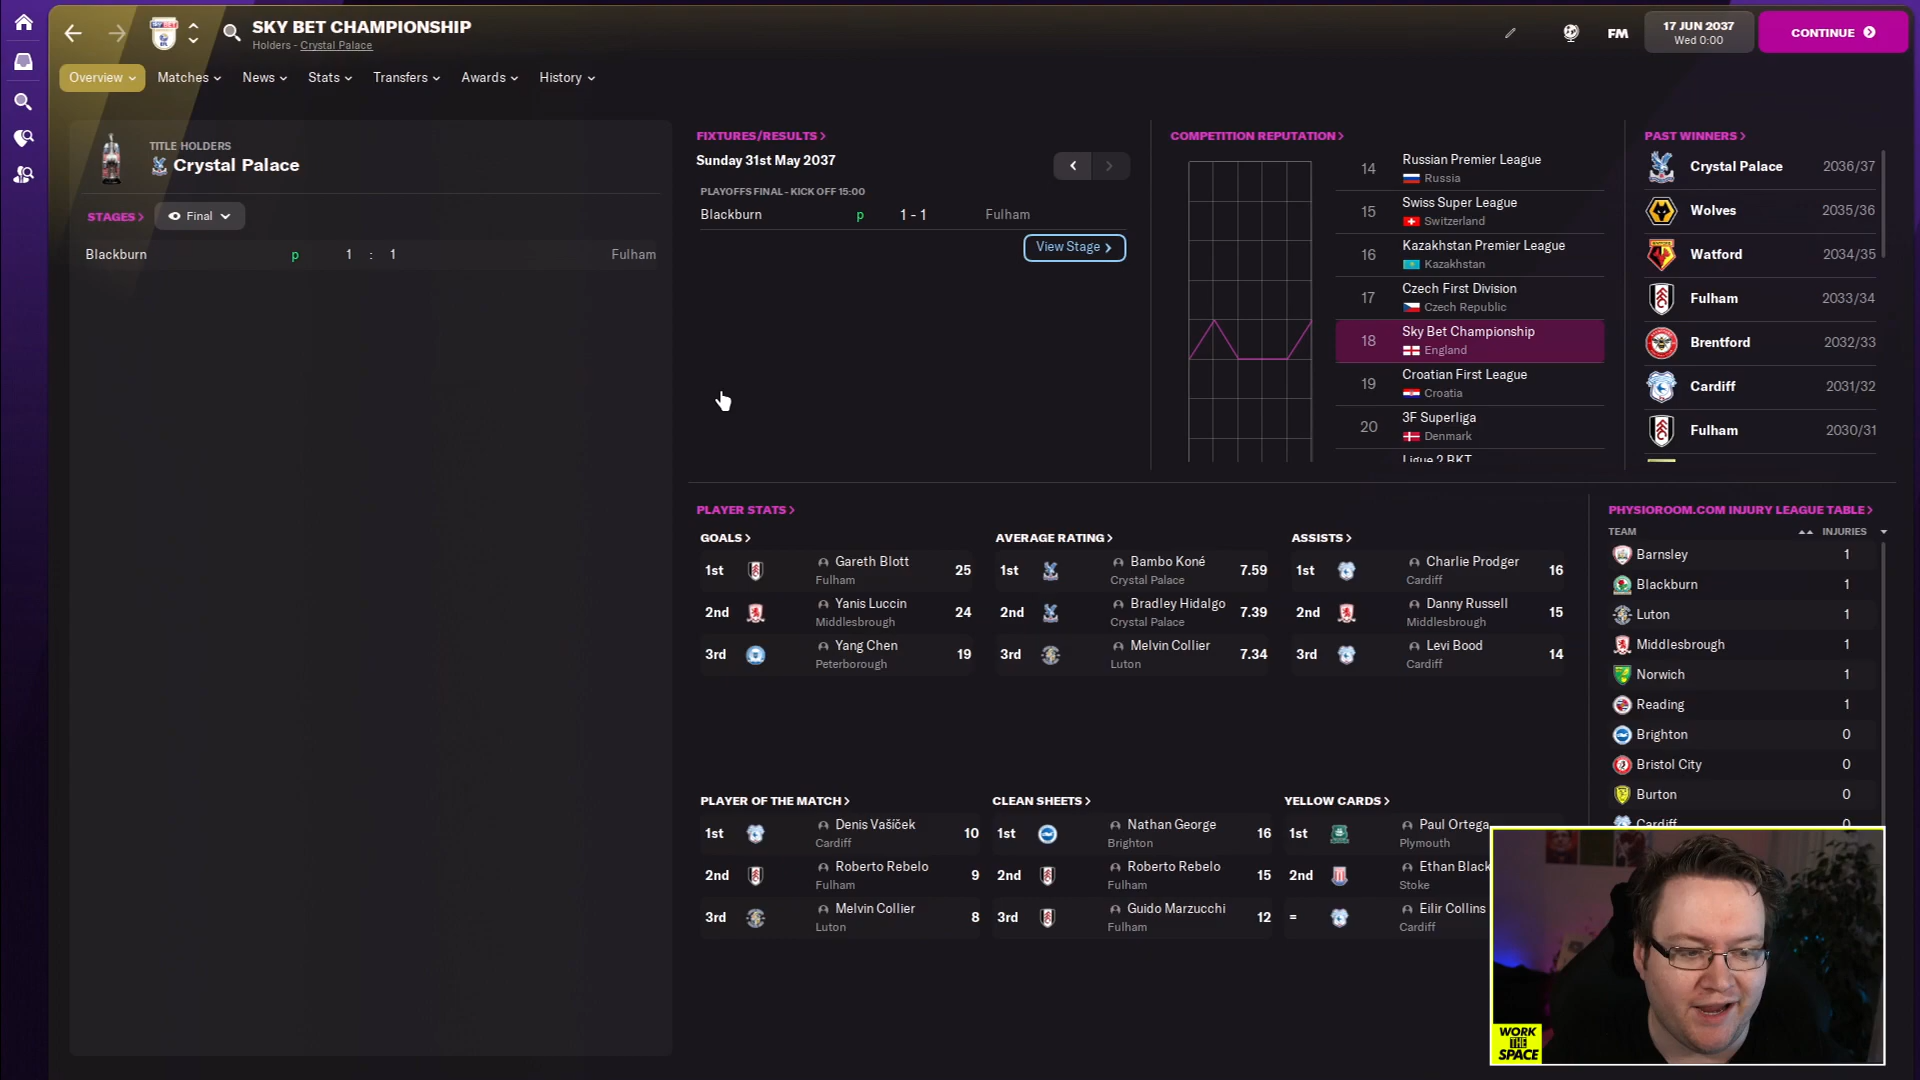 SKY BET CHAMPIONSHIP
Holders - Crystal Palace
FM
17 JUN 2037
Wed 0:00
CONTINUE
Overview
Matches
News
Stats
Transfers
Awards
History
TITLE HOLDERS
Crystal Palace
STAGES
Final
Blackburn p 1 : 1 Fulham
FIXTURES/RESULTS
Sunday 31st May 2037
PLAYOFFS FINAL - KICK OFF 15:00
Blackburn p 1 - 1 Fulham
View Stage
COMPETITION REPUTATION
14 Russian Premier League
Russia
15 Swiss Super League
Switzerland
16 Kazakhstan Premier League
Kazakhstan
17 Czech First Division
Czech Republic
18 Sky Bet Championship
England
19 Croatian First League
Croatia
20 3F Superliga
Denmark
Ligue 2 BKT
PAST WINNERS
Crystal Palace 2036/37
Wolves 2035/36
Watford 2034/35
Fulham 2033/34
Brentford 2032/33
Cardiff 2031/32
Fulham 2030/31
PLAYER STATS
GOALS
1st Gareth Blott 25
Fulham
2nd Yanis Luccin 24
Middlesbrough
3rd Yang Chen 19
Peterborough
AVERAGE RATING
1st Bambo Koné 7.59
Crystal Palace
2nd Bradley Hidalgo 7.39
Crystal Palace
3rd Melvin Collier 7.34
Luton
ASSISTS
1st Charlie Prodger 16
Cardiff
2nd Danny Russell 15
Middlesbrough
3rd Levi Bood 14
Cardiff
PLAYER OF THE MATCH
1st Denis Vašíček 10
Cardiff
2nd Roberto Rebelo 9
Fulham
3rd Melvin Collier 8
Luton
CLEAN SHEETS
1st Nathan George 16
Brighton
2nd Roberto Rebelo 15
Fulham
3rd Guido Marzucchi 12
Fulham
YELLOW CARDS
1st Paul Ortega
Plymouth
2nd Ethan Black
Stoke
= Eilir Collins
Cardiff
PHYSIOROOM.COM INJURY LEAGUE TABLE
TEAM INJURIES
Barnsley 1
Blackburn 1
Luton 1
Middlesbrough 1
Norwich 1
Reading 1
Brighton 0
Bristol City 0
Burton 0
Cardiff 0
WORK
THE
SPACE